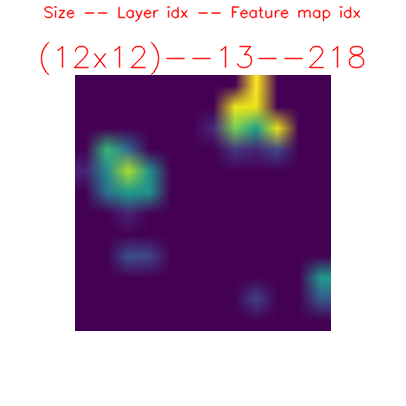 Size -- Layer idx -- Feature map idx
(12x12)--13--218